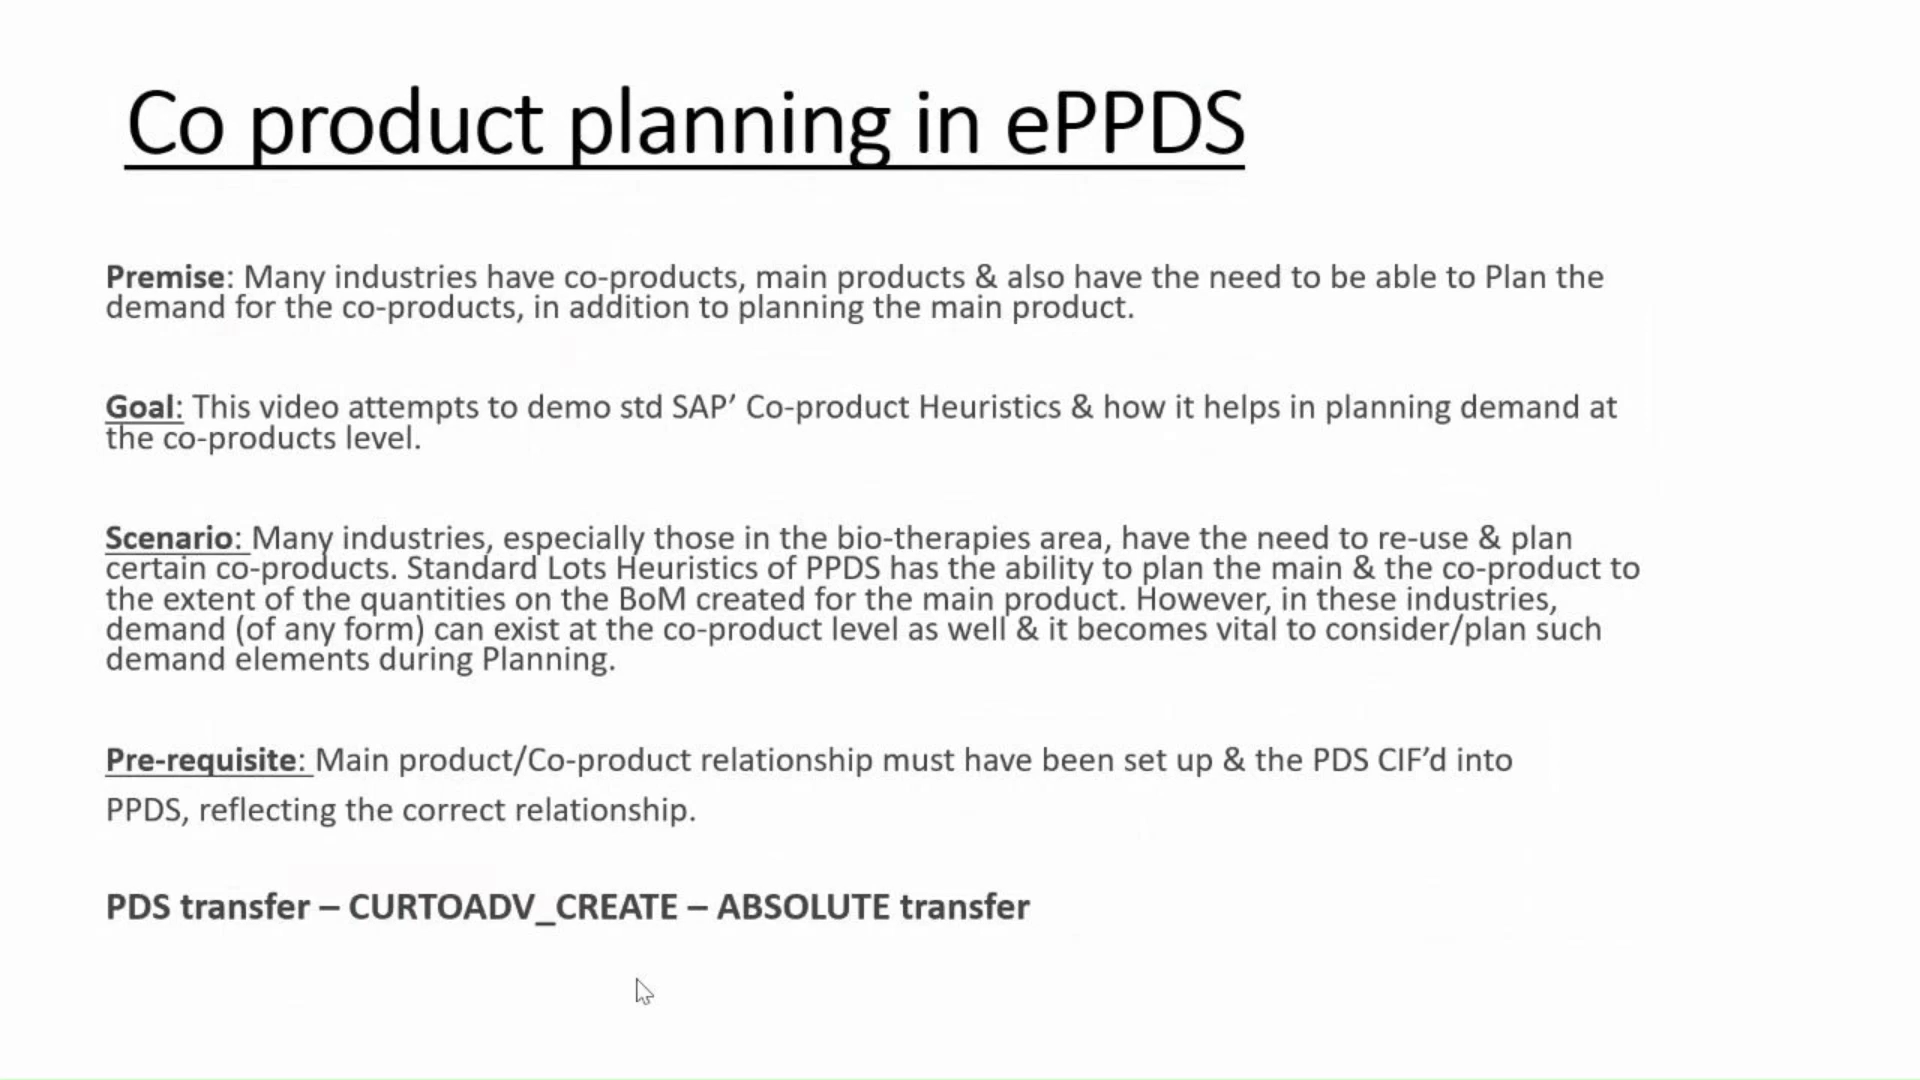 Co product planning in ePPDS
Premise: Many industries have co-products, main products & also have the need to be able to Plan the
demand for the co-products, in addition to planning the main product.
Goal: This video attempts to demo std SAP’ Co-product Heuristics & how it helps in planning demand at
the co-products level.
Scenario: Many industries, especially those in the bio-therapies area, have the need to re-use & plan
certain co-products. Standard Lots Heuristics of PPDS has the ability to plan the main & the co-product to
the extent of the quantities on the BoM created for the main product. However, in these industries,
demand (of any form) can exist at the co-product level as well & it becomes vital to consider/plan such
demand elements during Planning.
Pre-requisite: Main product/Co-product relationship must have been set up & the PDS CIF’d into
PPDS, reflecting the correct relationship.
PDS transfer – CURTOADV_CREATE – ABSOLUTE transfer